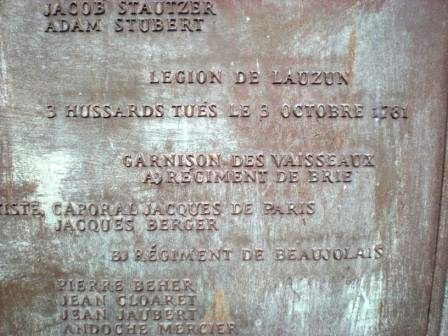 JACOB STAUTZER
ADAM STUBERT
LEGION DE LAUZUN
3 HUSSARDS TUÉS LE 3 OCTOBRE 1781
GARNISON DES VAISSEAUX
A) RÉGIMENT DE BRIE
CAPORAL JACQUES DE PARIS
JACQUES BERGER
B) RÉGIMENT DE BEAUJOLAIS
PIERRE BEHER
JEAN CLOARET
JEAN JAUBERT
ANDOCHE MERCIER